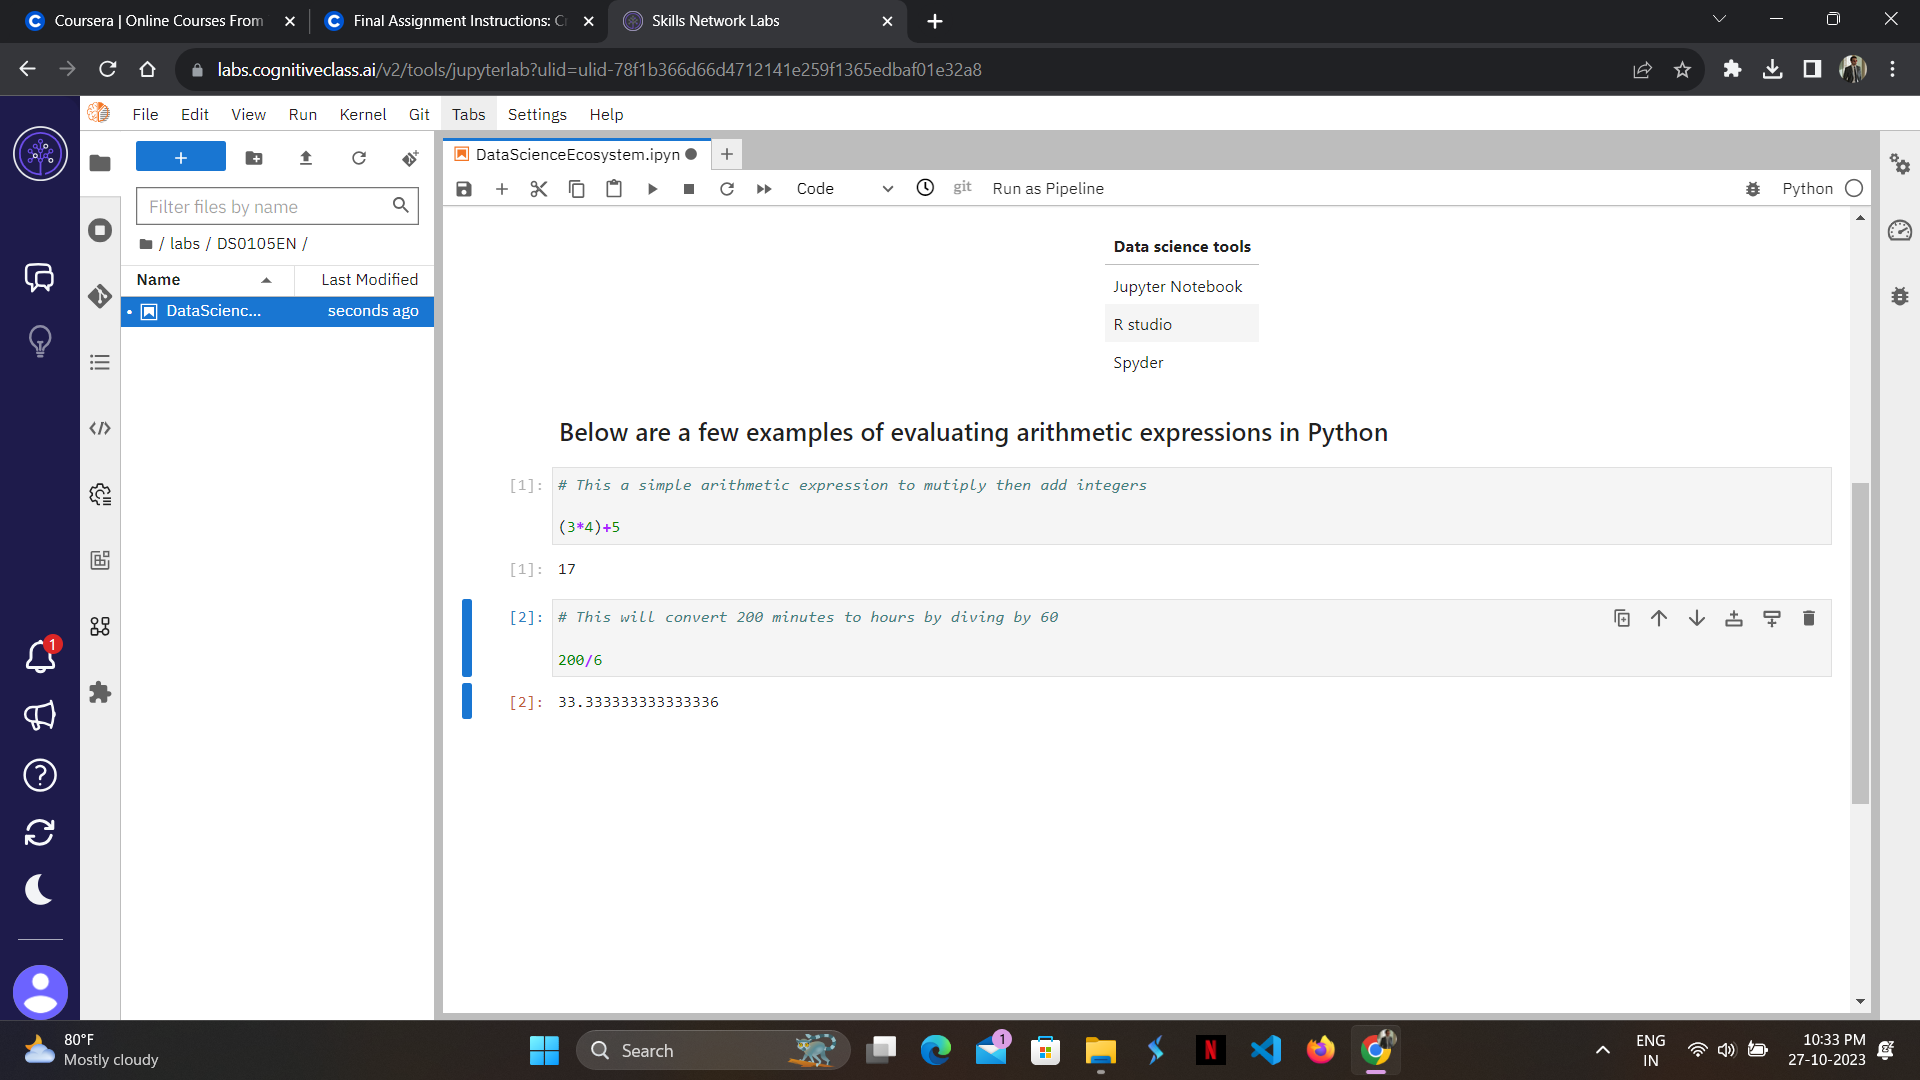 Coursera | Online Courses From
Final Assignment Instructions: C
Skills Network Labs
labs.cognitiveclass.ai/v2/tools/jupyterlab?ulid=ulid-78f1b366d66d4712141e259f1365edbaf01e32a8
File Edit View Run Kernel Git Tabs Settings Help
DataScienceEcosystem.ipyn
Code
git
Run as Pipeline
Python
Filter files by name
/ labs / DS0105EN /
Name Last Modified
DataScienc... seconds ago
Data science tools
Jupyter Notebook
R studio
Spyder
Below are a few examples of evaluating arithmetic expressions in Python
[1]: # This a simple arithmetic expression to mutiply then add integers
(3*4)+5
[1]: 17
[2]: # This will convert 200 minutes to hours by diving by 60
200/6
[2]: 33.333333333333336
1
80°F
Mostly cloudy
Search
1
N
ENG
IN
10:33 PM
27-10-2023